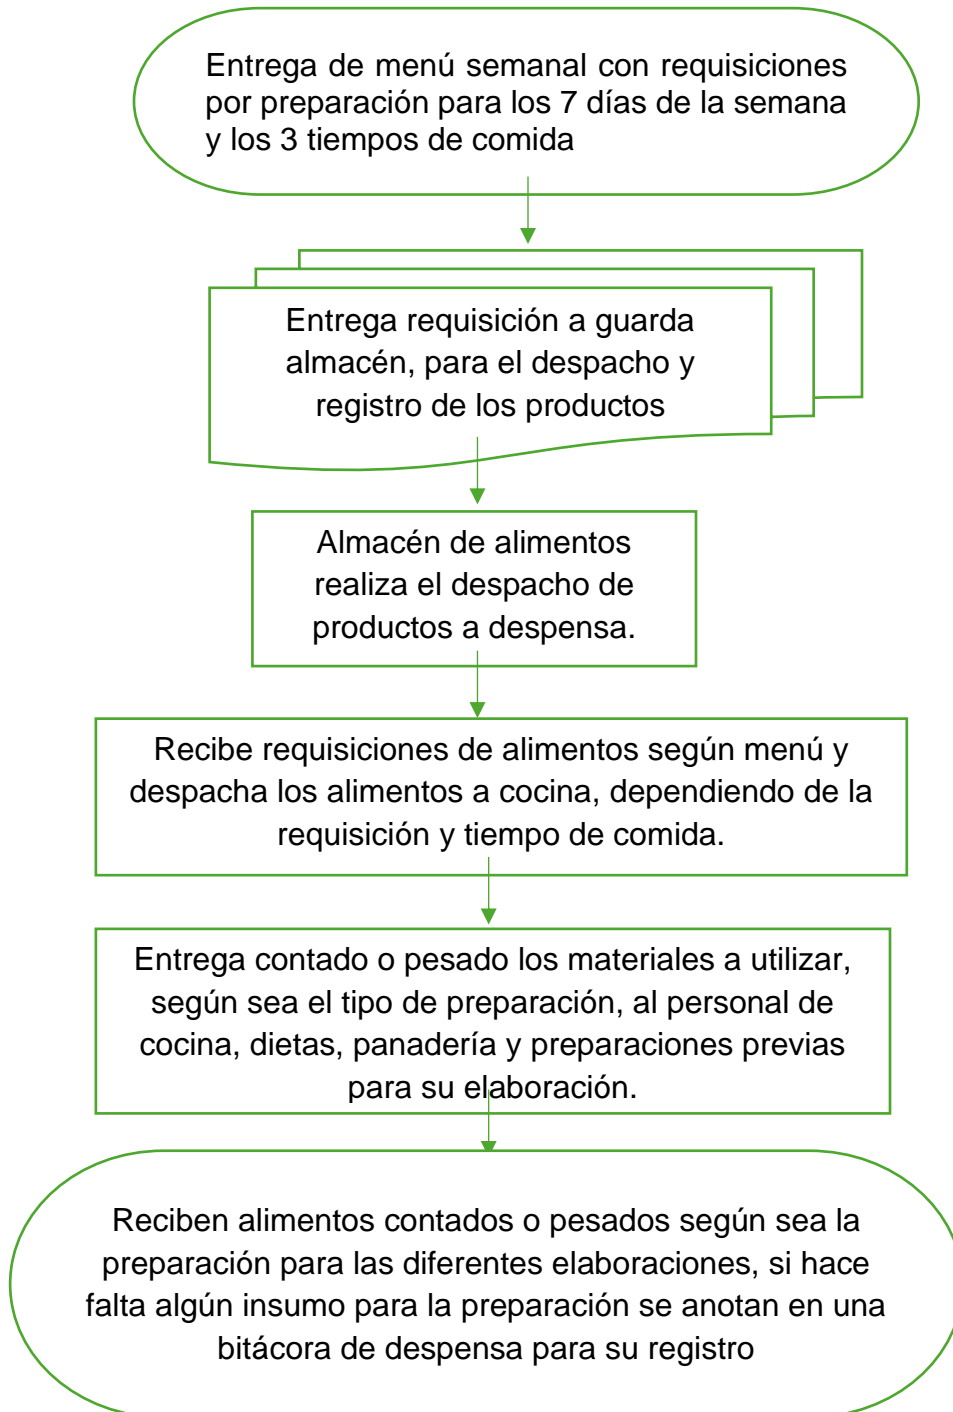 Entrega de menú semanal con requisiciones
por preparación para los 7 días de la semana
y los 3 tiempos de comida
Entrega requisición a guarda
almacén, para el despacho y
registro de los productos
Almacén de alimentos
realiza el despacho de
productos a despensa.
Recibe requisiciones de alimentos según menú y
despacha los alimentos a cocina, dependiendo de la
requisición y tiempo de comida.
Entrega contado o pesado los materiales a utilizar,
según sea el tipo de preparación, al personal de
cocina, dietas, panadería y preparaciones previas
para su elaboración.
Reciben alimentos contados o pesados según sea la
preparación para las diferentes elaboraciones, si hace
falta algún insumo para la preparación se anotan en una
bitácora de despensa para su registro